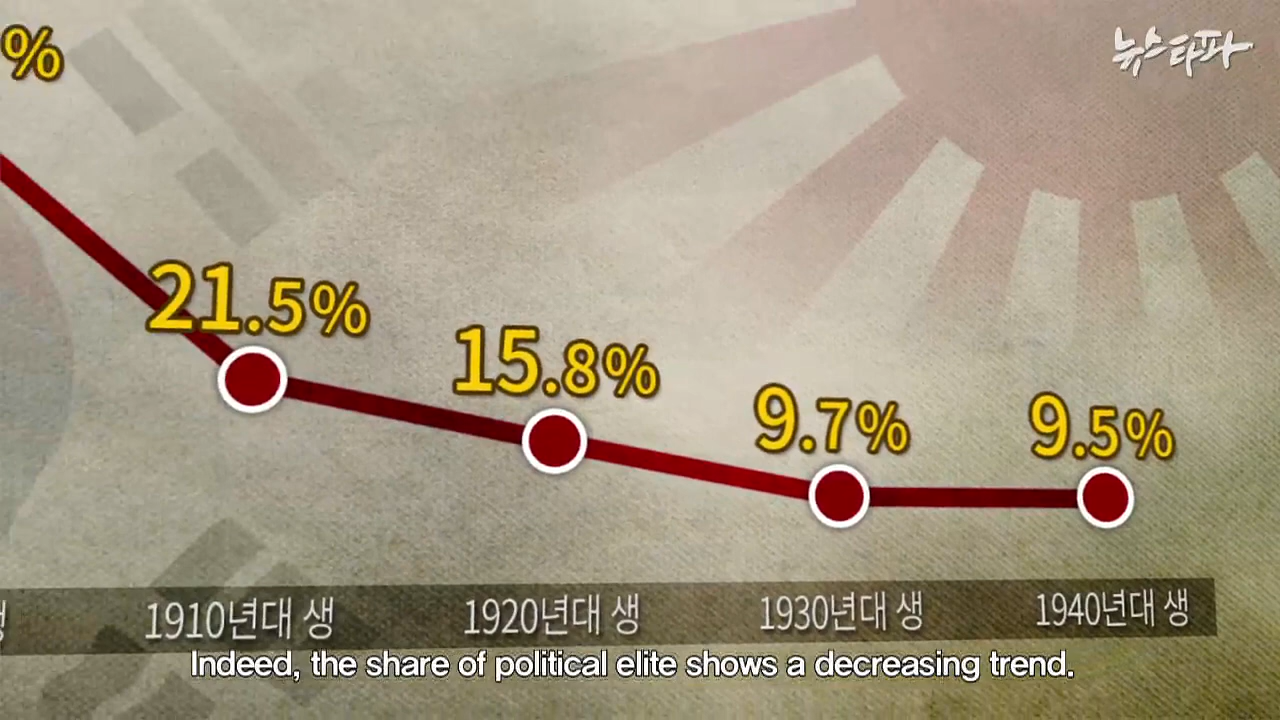 뉴스타파
%
21.5%
15.8%
9.7%
9.5%
1910년대 생
1920년대 생
1930년대 생
1940년대 생
Indeed, the share of political elite shows a decreasing trend.